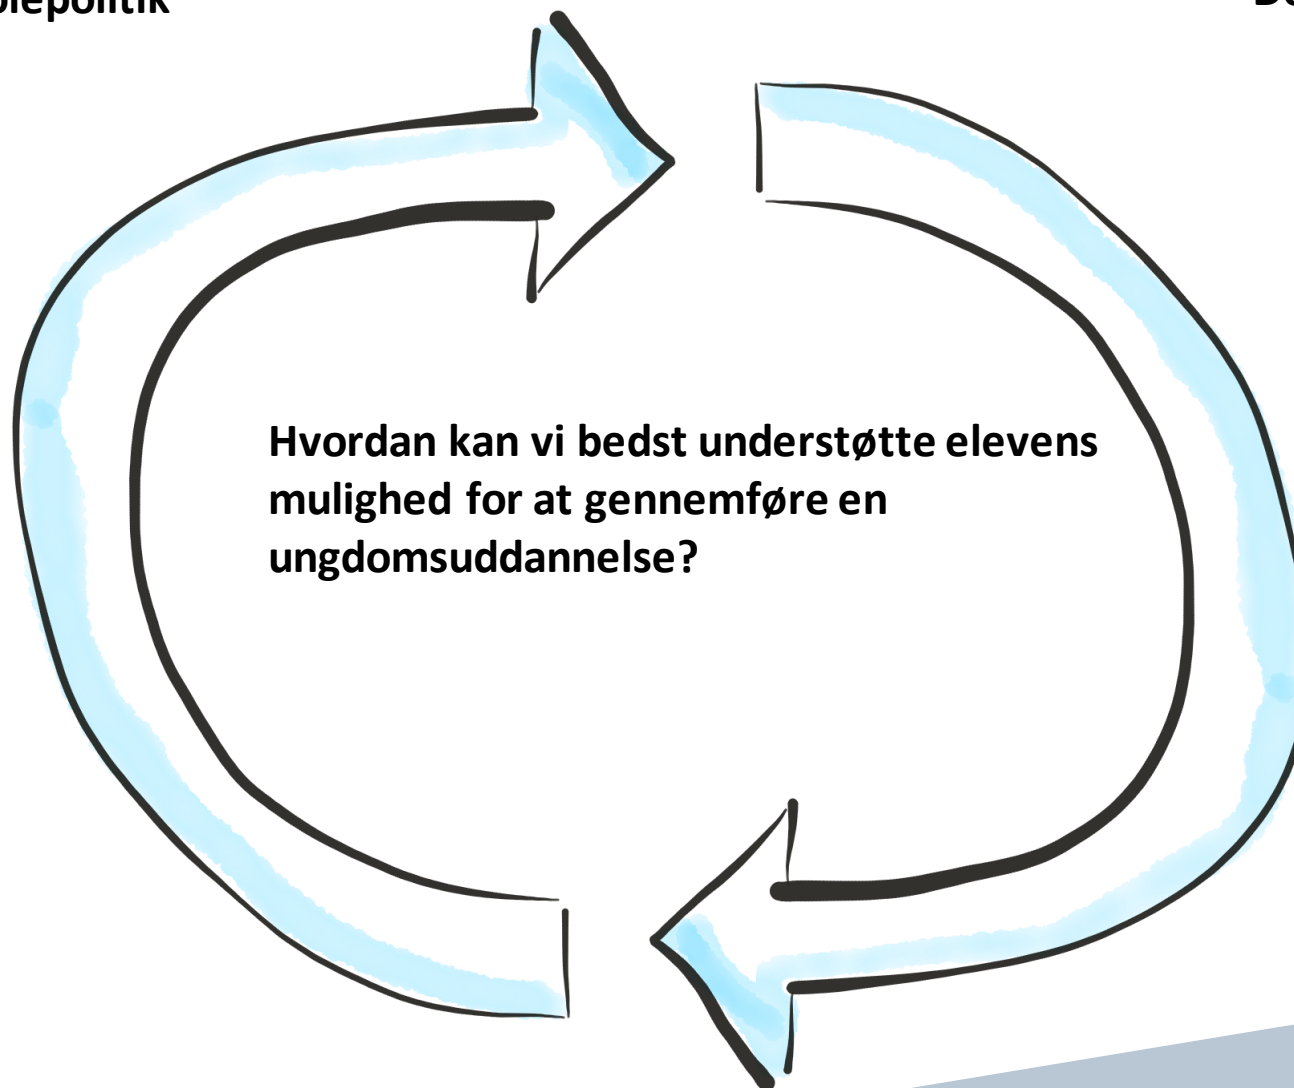 Hvordan kan vi bedst understøtte elevens
mulighed for at gennemføre en
ungdomsuddannelse?